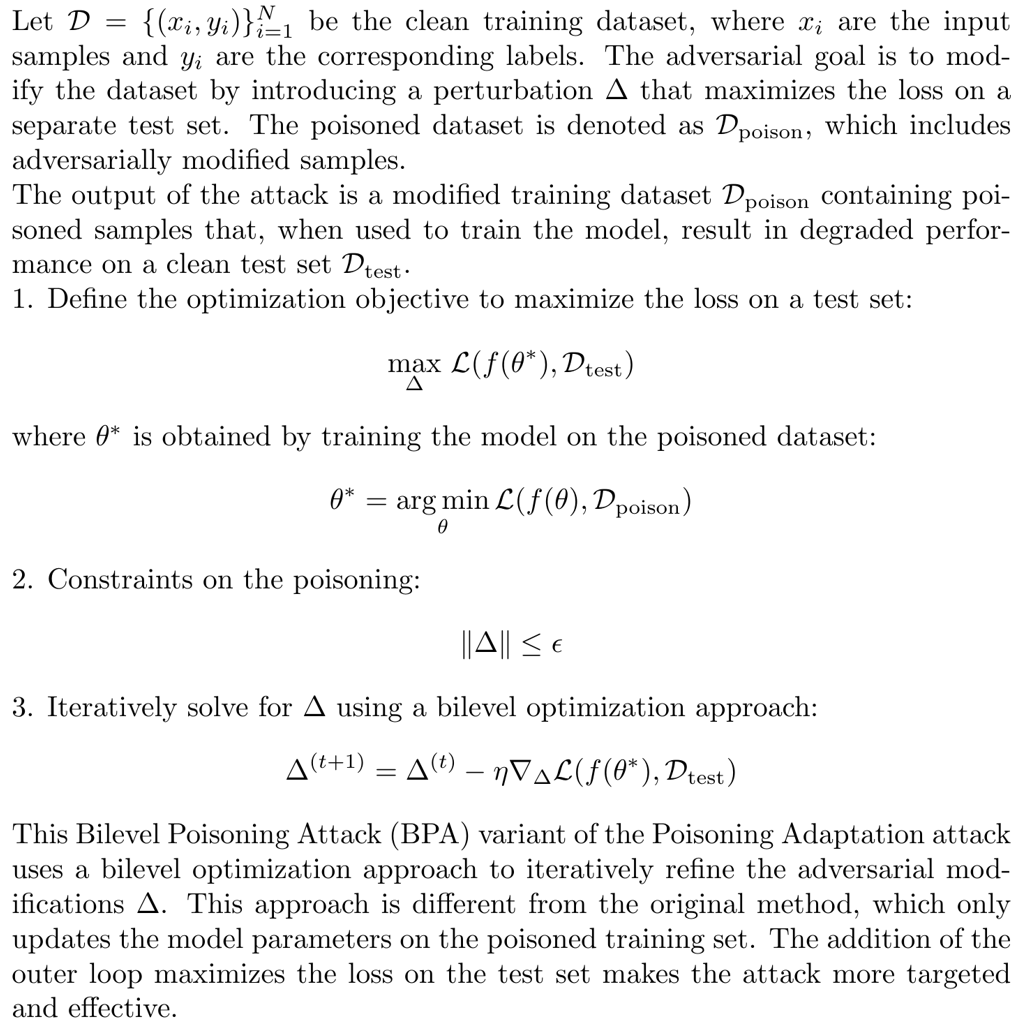 Let $\mathcal{D} = \{(x_i, y_i)\}_{i=1}^{N}$ be the clean training dataset, where $x_i$ are the input
samples and $y_i$ are the corresponding labels. The adversarial goal is to mod-
ify the dataset by introducing a perturbation $\Delta$ that maximizes the loss on a
separate test set. The poisoned dataset is denoted as $\mathcal{D}_{\text{poison}}$, which includes
adversarially modified samples.
The output of the attack is a modified training dataset $\mathcal{D}_{\text{poison}}$ containing poi-
soned samples that, when used to train the model, result in degraded perfor-
mance on a clean test set $\mathcal{D}_{\text{test}}$.
1. Define the optimization objective to maximize the loss on a test set:
$\max_{\Delta} \mathcal{L}(f(\theta^*), \mathcal{D}_{\text{test}})$
where $\theta^*$ is obtained by training the model on the poisoned dataset:
$\theta^* = \arg\min_{\theta} \mathcal{L}(f(\theta), \mathcal{D}_{\text{poison}})$
2. Constraints on the poisoning:
$\|\Delta\| \leq \epsilon$
3. Iteratively solve for $\Delta$ using a bilevel optimization approach:
$\Delta^{(t+1)} = \Delta^{(t)} - \eta \nabla_{\Delta} \mathcal{L}(f(\theta^*), \mathcal{D}_{\text{test}})$
This Bilevel Poisoning Attack (BPA) variant of the Poisoning Adaptation attack
uses a bilevel optimization approach to iteratively refine the adversarial mod-
ifications $\Delta$. This approach is different from the original method, which only
updates the model parameters on the poisoned training set. The addition of the
outer loop maximizes the loss on the test set makes the attack more targeted
and effective.